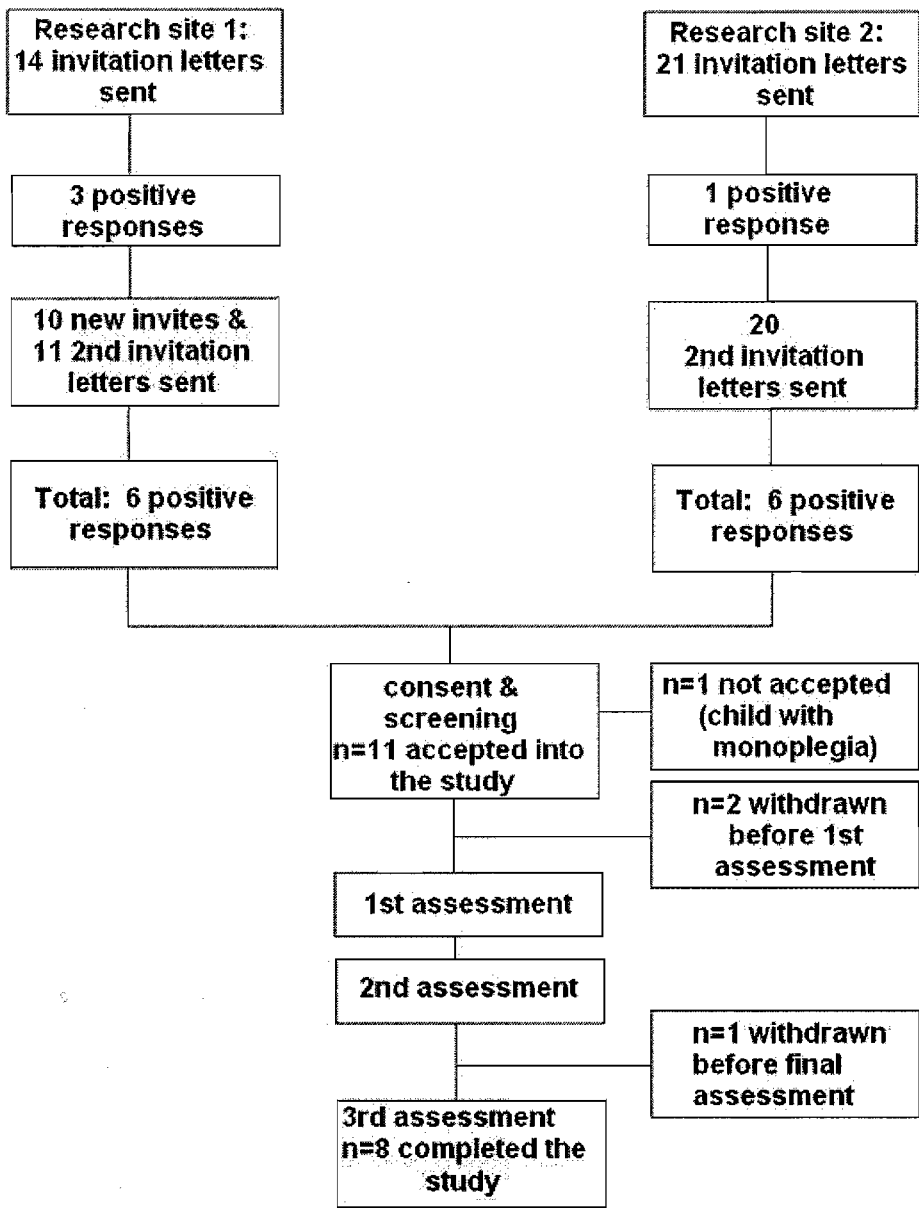 Research site 1:
14 invitation letters
sent
3 positive
responses
10 new invites &
11 2nd invitation
letters sent
Total: 6 positive
responses
Research site 2:
21 invitation letters
sent
1 positive
response
20
2nd invitation
letters sent
Total: 6 positive
responses
consent &
screening
n=11 accepted into
the study
n=1 not accepted
(child with
monoplegia)
n=2 withdrawn
before 1st
assessment
1st assessment
2nd assessment
n=1 withdrawn
before final
assessment
3rd assessment
n=8 completed the
study